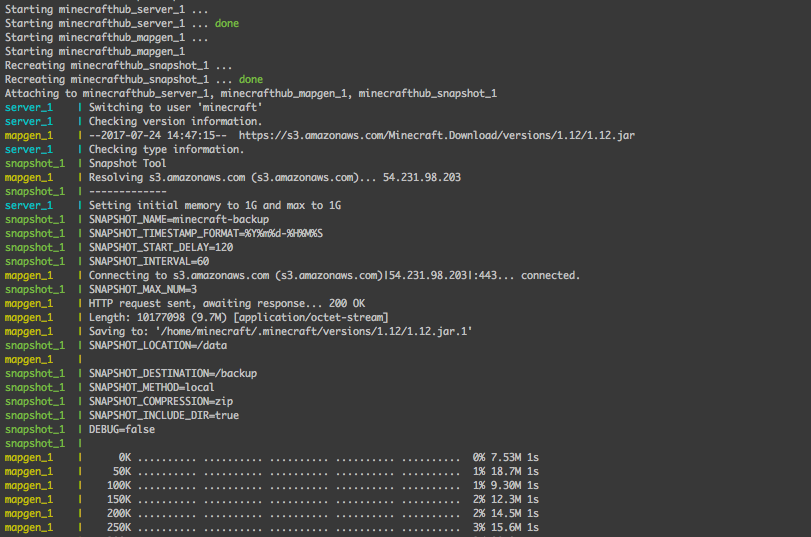 Starting minecrafthub_server_1 ...
Starting minecrafthub_server_1 ... done
Starting minecrafthub_mapgen_1 ...
Starting minecrafthub_mapgen_1
Recreating minecrafthub_snapshot_1 ...
Recreating minecrafthub_snapshot_1 ... done
Attaching to minecrafthub_server_1, minecrafthub_mapgen_1, minecrafthub_snapshot_1
server_1    | Switching to user 'minecraft'
server_1    | Checking version information.
mapgen_1    | --2017-07-24 14:47:15--  https://s3.amazonaws.com/Minecraft.Download/versions/1.12/1.12.jar
server_1    | Checking type information.
snapshot_1  | Snapshot Tool
mapgen_1    | Resolving s3.amazonaws.com (s3.amazonaws.com)... 54.231.98.203
snapshot_1  | -------------
server_1    | Setting initial memory to 1G and max to 1G
snapshot_1  | SNAPSHOT_NAME=minecraft-backup
snapshot_1  | SNAPSHOT_TIMESTAMP_FORMAT=%Y%m%d-%H%M%S
snapshot_1  | SNAPSHOT_START_DELAY=120
snapshot_1  | SNAPSHOT_INTERVAL=60
mapgen_1    | Connecting to s3.amazonaws.com (s3.amazonaws.com)|54.231.98.203|:443... connected.
snapshot_1  | SNAPSHOT_MAX_NUM=3
mapgen_1    | HTTP request sent, awaiting response... 200 OK
mapgen_1    | Length: 10177098 (9.7M) [application/octet-stream]
mapgen_1    | Saving to: '/home/minecraft/.minecraft/versions/1.12/1.12.jar.1'
snapshot_1  | SNAPSHOT_LOCATION=/data
mapgen_1    |
snapshot_1  | SNAPSHOT_DESTINATION=/backup
snapshot_1  | SNAPSHOT_METHOD=local
snapshot_1  | SNAPSHOT_COMPRESSION=zip
snapshot_1  | SNAPSHOT_INCLUDE_DIR=true
snapshot_1  | DEBUG=false
snapshot_1  |
mapgen_1    |      0K .......... .......... .......... .......... ..........  0% 7.53M 1s
mapgen_1    |     50K .......... .......... .......... .......... ..........  1% 18.7M 1s
mapgen_1    |    100K .......... .......... .......... .......... ..........  1% 9.30M 1s
mapgen_1    |    150K .......... .......... .......... .......... ..........  2% 12.3M 1s
mapgen_1    |    200K .......... .......... .......... .......... ..........  2% 14.5M 1s
mapgen_1    |    250K .......... .......... .......... .......... ..........  3% 15.6M 1s